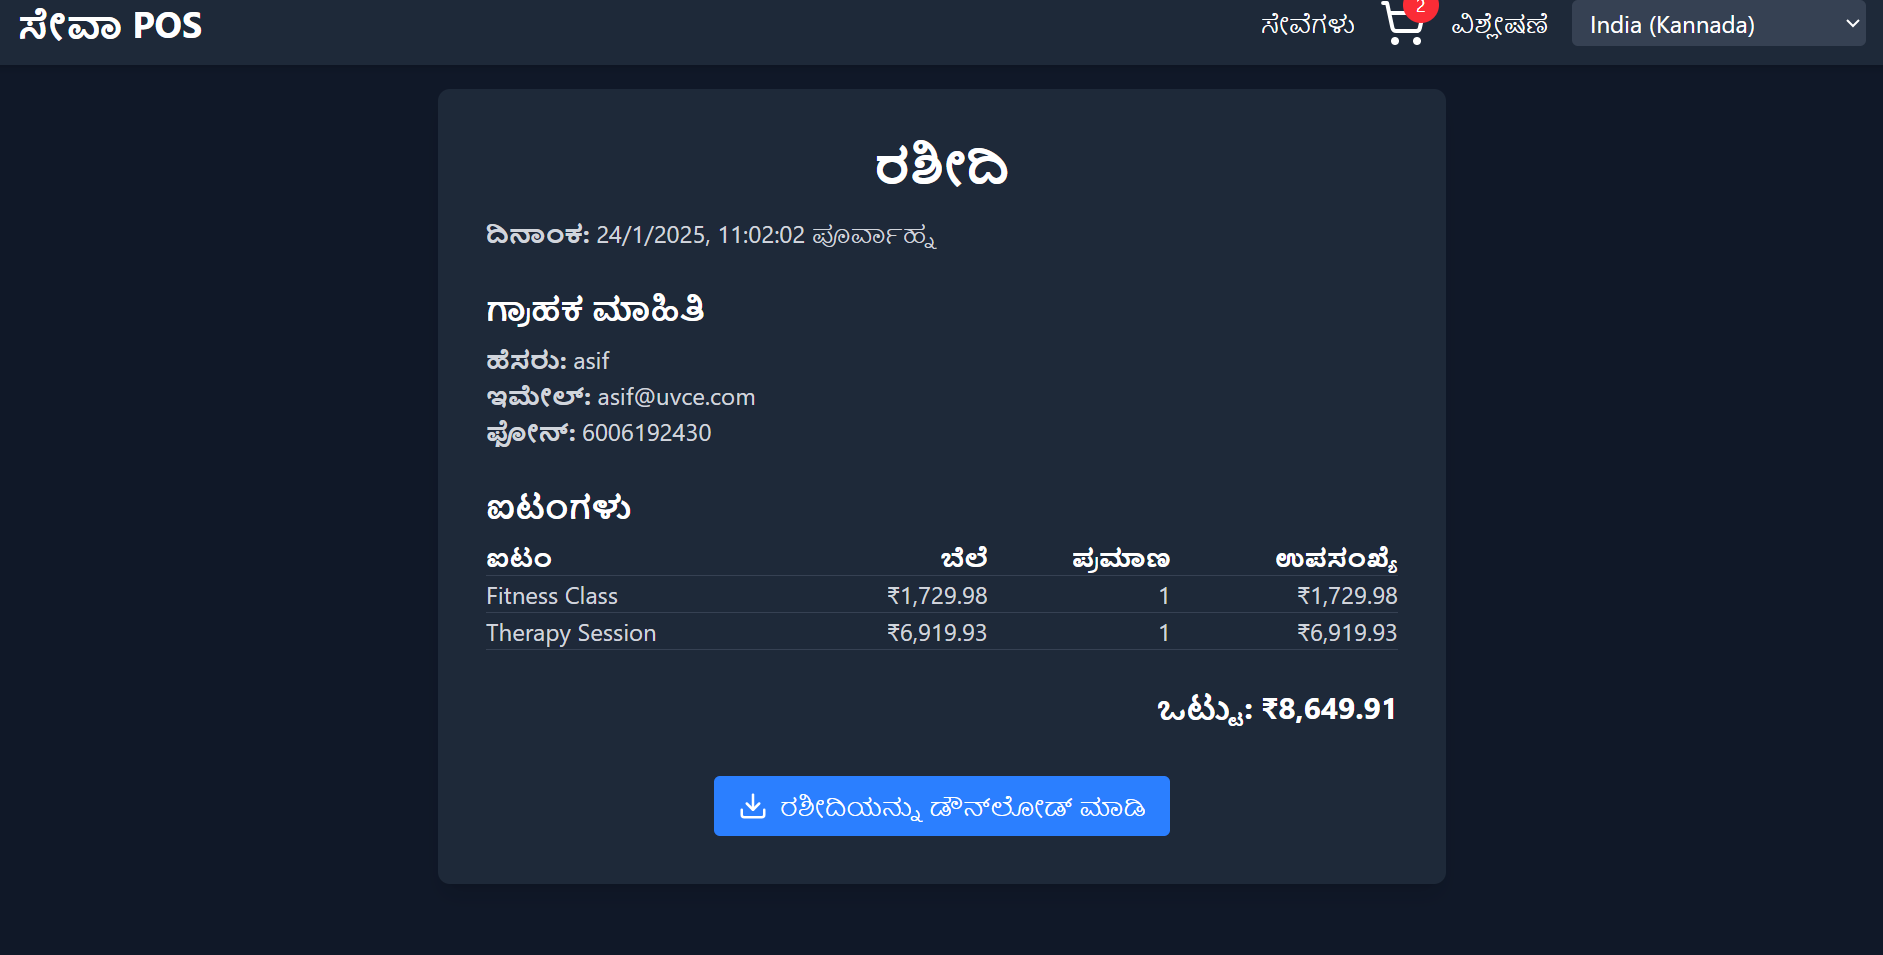 ಸೇವಾ POS
ಸೇವೆಗಳು 2 ವಿಶ್ಲೇಷಣೆ India (Kannada)
ರಶೀದಿ
ದಿನಾಂಕ: 24/1/2025, 11:02:02 ಪೂರ್ವಾಹ್ನ
ಗ್ರಾಹಕ ಮಾಹಿತಿ
ಹೆಸರು: asif
ಇಮೇಲ್: asif@uvce.com
ಫೋನ್: 6006192430
ಐಟಂಗಳು
ಐಟಂ ಬೆಲೆ ಪ್ರಮಾಣ ಉಪಸಂಖ್ಯೆ
Fitness Class ₹1,729.98 1 ₹1,729.98
Therapy Session ₹6,919.93 1 ₹6,919.93
ಒಟ್ಟು: ₹8,649.91
ರಶೀದಿಯನ್ನು ಡೌನ್‌ಲೋಡ್ ಮಾಡಿ